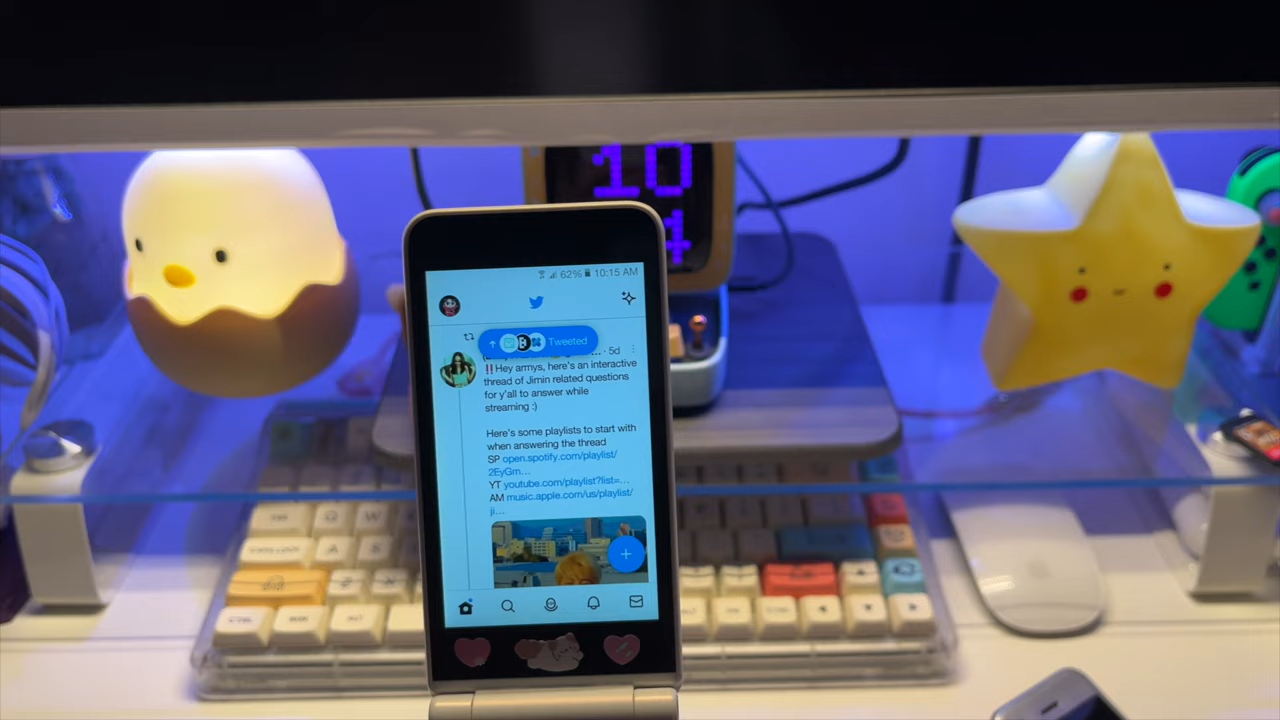 10
62% 10:15 AM
Tweeted
... · 5d
‼Hey armys, here's an interactive
thread of Jimin related questions
for y'all to answer while
streaming :)
Here's some playlists to start with
when answering the thread
SP open.spotify.com/playlist/
2EyGm...
YT youtube.com/playlist?list=...
AM music.apple.com/us/playlist/
ji...